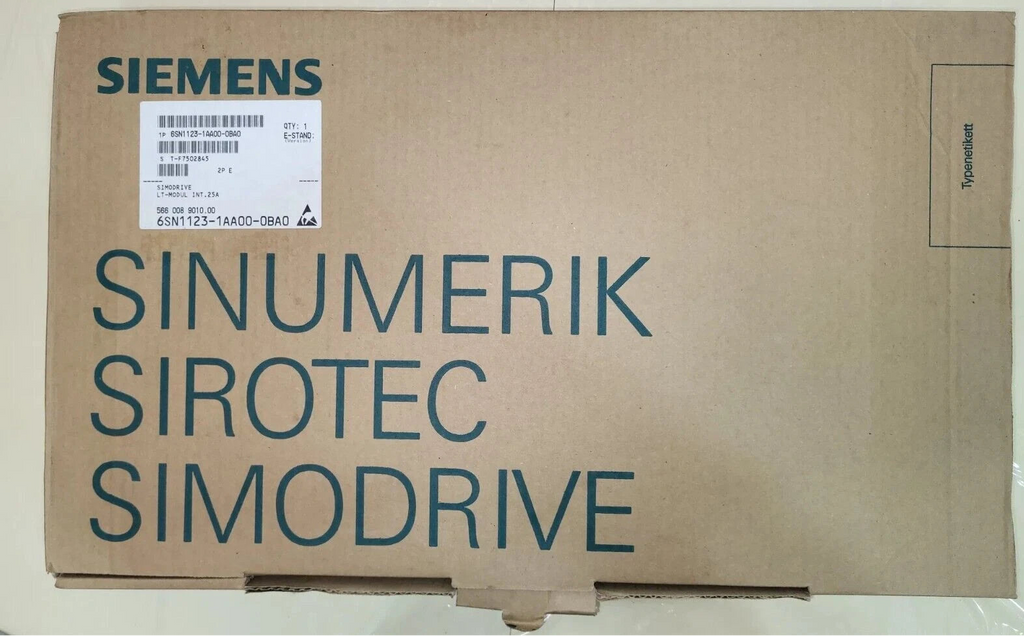 SIEMENS
1P 6SN1123-1AA00-0BA0
QTY: 1
E-STAND:
S T-F7502845
2P E
SIMODRIVE
LT-MODUL INT.25A
566 008 9010.00
6SN1123-1AA00-0BA0
Typenetikett
SINUMERIK
SIROTEC
SIMODRIVE